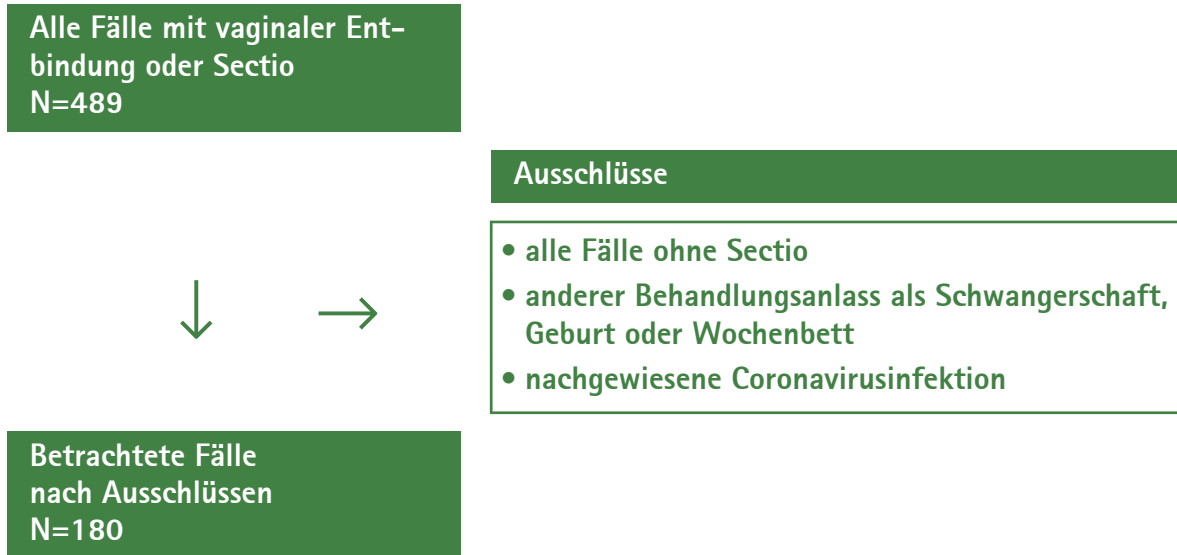 Alle Fälle mit vaginaler Ent-
bindung oder Sectio
N=489
Ausschlüsse
• alle Fälle ohne Sectio
• anderer Behandlungsanlass als Schwangerschaft,
Geburt oder Wochenbett
• nachgewiesene Coronavirusinfektion
Betrachtete Fälle
nach Ausschlüssen
N=180